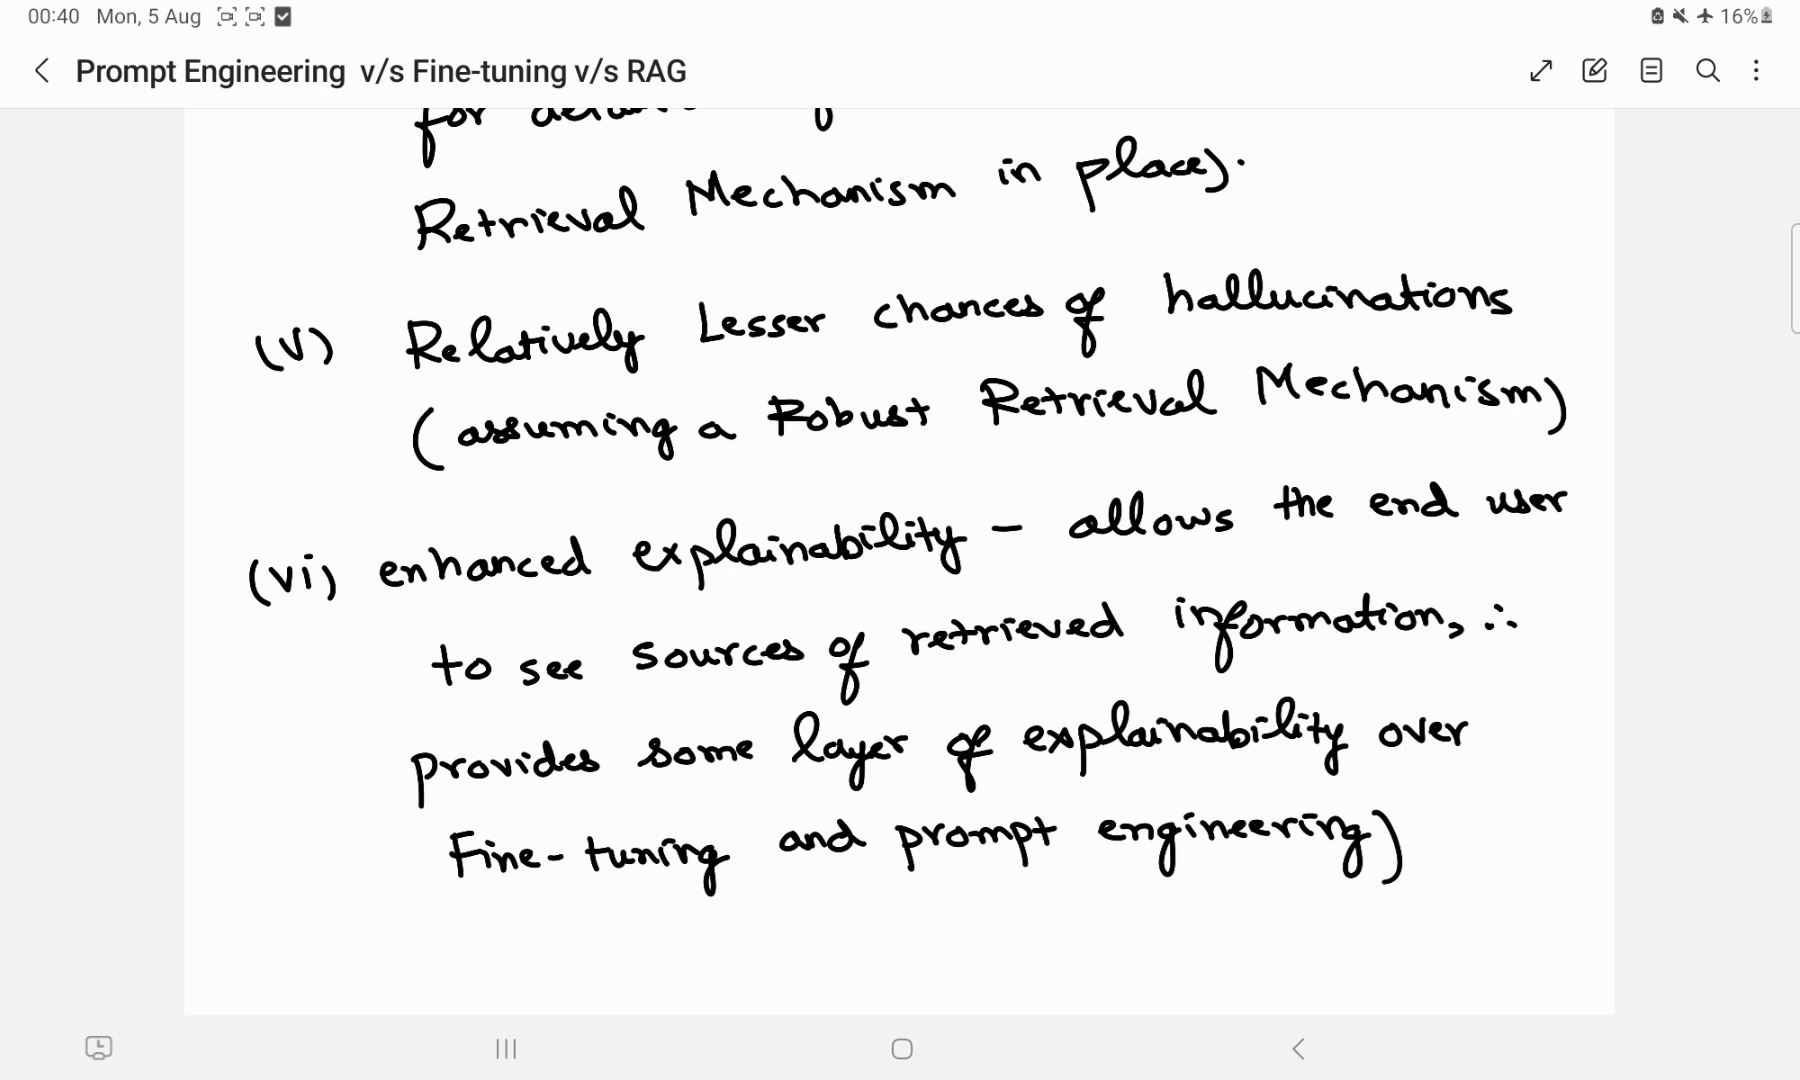 00:40 Mon, 5 Aug
16%
Prompt Engineering v/s Fine-tuning v/s RAG
for
Retrieval Mechanism in place).
(v) Relatively Lesser chances of hallucinations
(assuming a Robust Retrieval Mechanism)
(vi) enhanced explainability - allows the end user
to see sources of retrieved information, ∴
provides some layer of explainability over
Fine-tuning and prompt engineering)